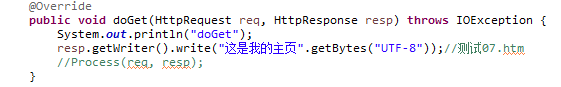 @Override
public void doGet(HttpRequest req, HttpResponse resp) throws IOException {
System.out.println("doGet");
resp.getWriter().write("这是我的主页".getBytes("UTF-8"));//测试07.htm
//Process(req, resp);
}